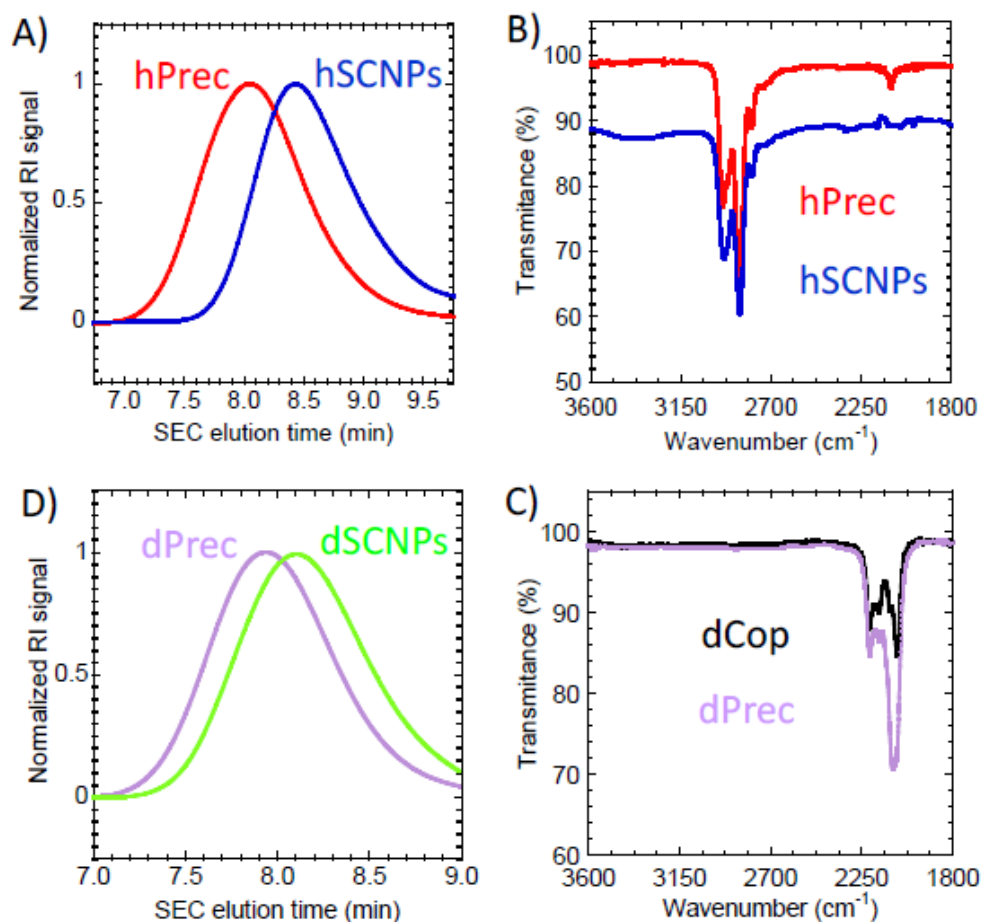 A)
hPrec
hSCNPs
Normalized RI signal
1
0.5
0
7.0 7.5 8.0 8.5 9.0 9.5
SEC elution time (min)
B)
Transmitance (%)
100
90
80
70
60
50
hPrec
hSCNPs
3600 3150 2700 2250 1800
Wavenumber (cm⁻¹)
D)
dPrec
dSCNPs
Normalized RI signal
1
0.5
0
7.0 7.5 8.0 8.5 9.0
SEC elution time (min)
C)
Transmitance (%)
100
90
80
70
60
dCop
dPrec
3600 3150 2700 2250 1800
Wavenumber (cm⁻¹)